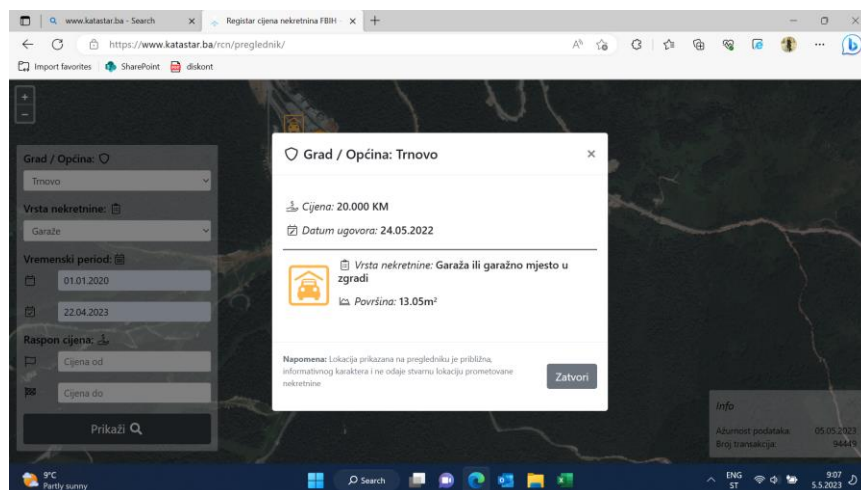 www.katastar.ba - Search
Registar cijena nekretnina FBIH
https://www.katastar.ba/rcn/preglednik/
Import favorites
SharePoint
diskont
+
−
Grad / Općina:
Trnovo
Vrsta nekretnine:
Garaže
Vremenski period:
01.01.2020
22.04.2023
Raspon cijena:
Cijena od
Cijena do
Prikaži
Grad / Općina: Trnovo
×
Cijena: 20.000 KM
Datum ugovora: 24.05.2022
Vrsta nekretnine: Garaža ili garažno mjesto u
zgradi
Površina: 13.05m²
Napomena: Lokacija prikazana na pregledniku je približna,
informativnog karaktera i ne odaje stvarnu lokaciju prometovane
nekretnine
Zatvori
Info
Ažurnost podataka: 05.05.2023
Broj transakcija: 94449
9°C
Partly sunny
Search
ENG
ST
9:07
5.5.2023